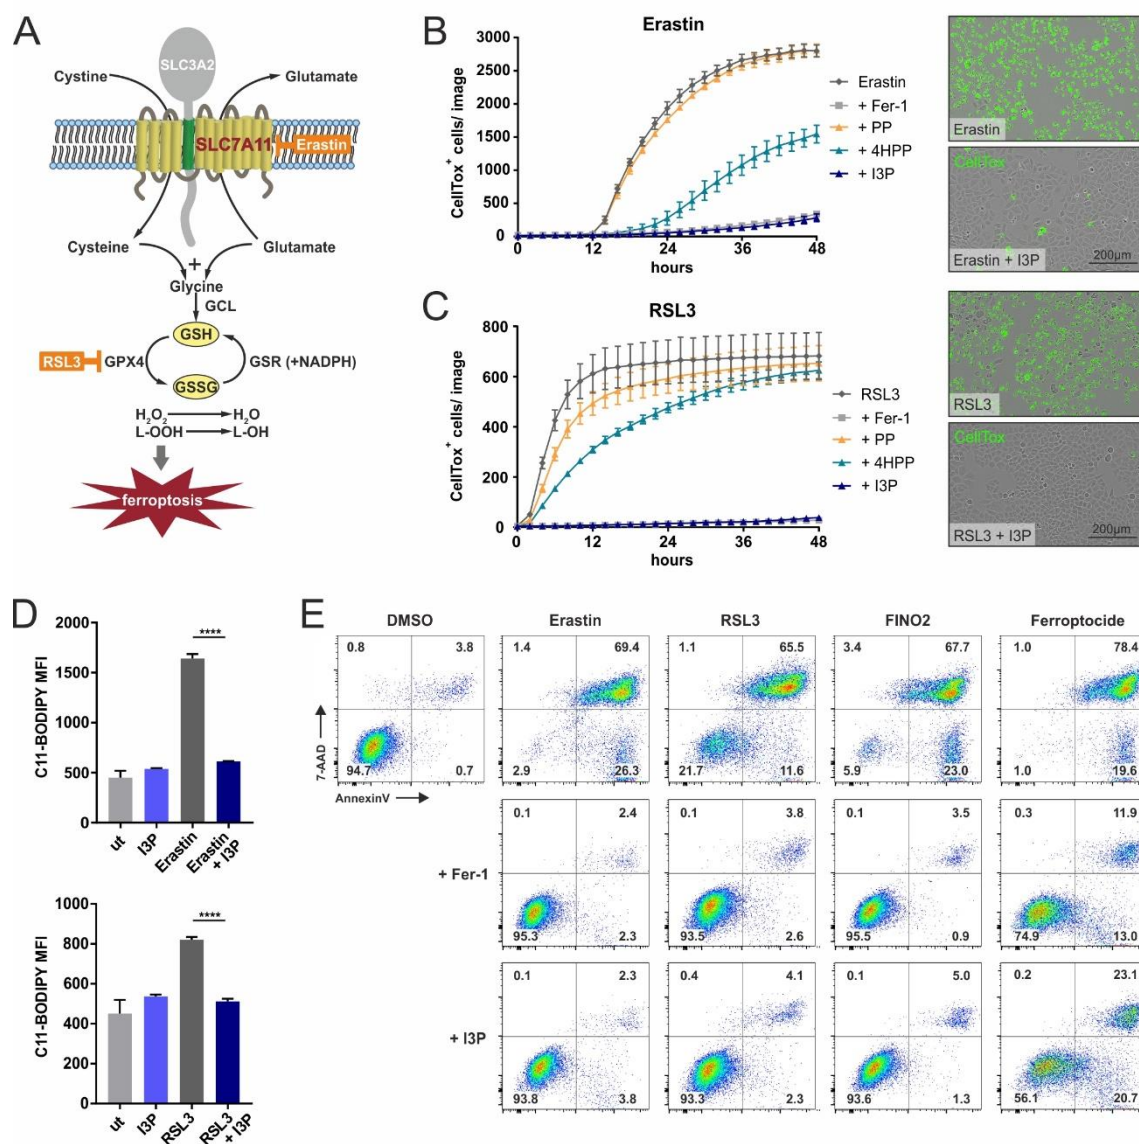 A
SLC3A2
Cystine
Glutamate
SLC7A11
Erastin
Cysteine
Glutamate
+
Glycine
GCL
GSH
RSL3
GPX4
GSR (+NADPH)
GSSG
H2O2
H2O
L-OOH
L-OH
ferroptosis
B
Erastin
CellTox+ cells/ image
3000
2500
2000
1500
1000
500
0
0 12 24 36 48
hours
Erastin
+ Fer-1
+ PP
+ 4HPP
+ I3P
Erastin
CellTox
Erastin + I3P
200µm
C
RSL3
CellTox+ cells/ image
800
600
400
200
0
0 12 24 36 48
hours
RSL3
+ Fer-1
+ PP
+ 4HPP
+ I3P
RSL3
CellTox
RSL3 + I3P
200µm
D
C11-BODIPY MFI
2000
1500
1000
500
0
****
ut
I3P
Erastin
Erastin
+ I3P
C11-BODIPY MFI
1000
800
600
400
200
0
****
ut
I3P
RSL3
RSL3
+ I3P
E
DMSO Erastin RSL3 FINO2 Ferroptocide
0.8 3.8 1.4 69.4 1.1 65.5 3.4 67.7 1.0 78.4
7-AAD
94.7 0.7 2.9 26.3 21.7 11.6 5.9 23.0 1.0 19.6
AnnexinV
0.1 2.4 0.1 3.8 0.1 3.5 0.3 11.9
+ Fer-1
95.3 2.3 93.5 2.6 95.5 0.9 74.9 13.0
0.1 2.3 0.4 4.1 0.1 5.0 0.2 23.1
+ I3P
93.8 3.8 93.3 2.3 93.6 1.3 56.1 20.7